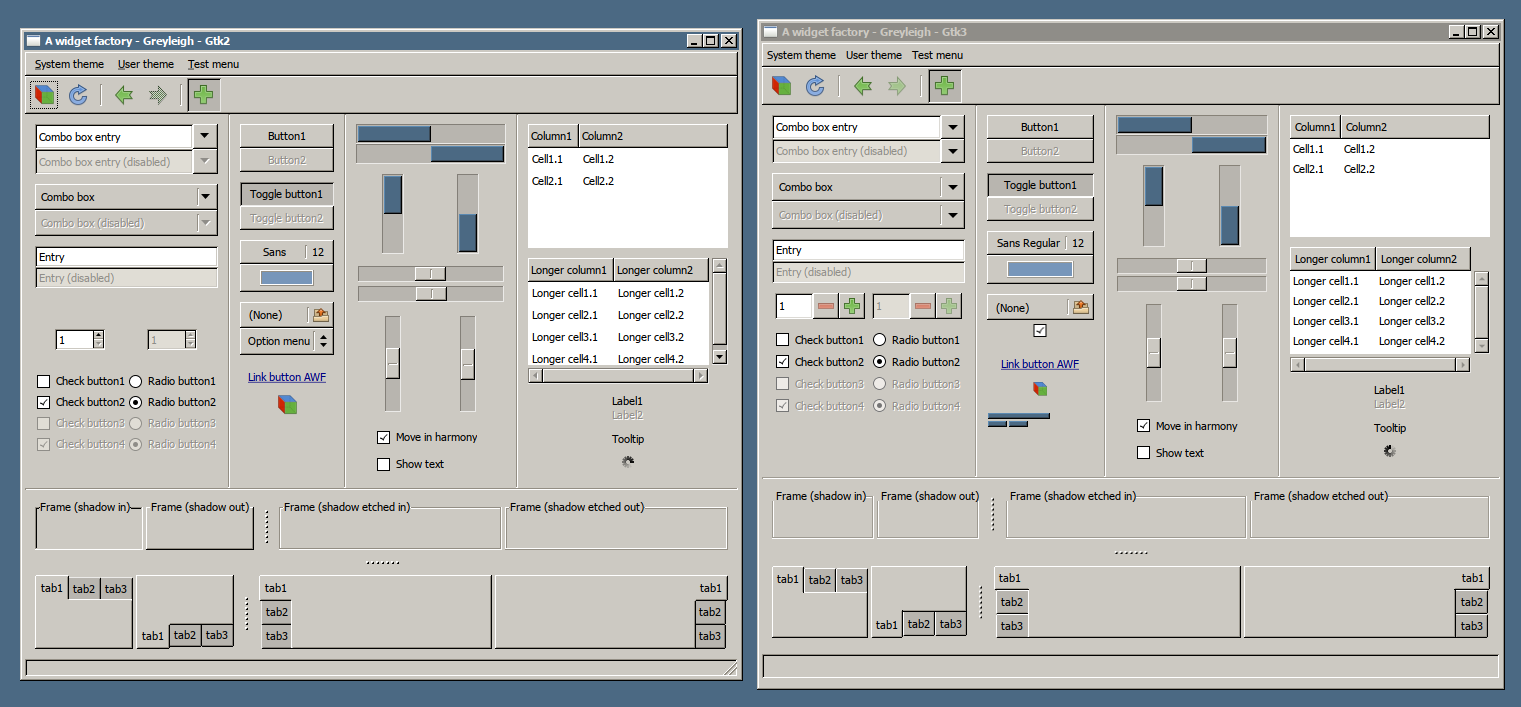 A widget factory - Greyleigh - Gtk2
System theme User theme Test menu
Combo box entry
Combo box entry (disabled)
Combo box
Combo box (disabled)
Entry
Entry (disabled)
1 1
Check button1 Radio button1
Check button2 Radio button2
Check button3 Radio button3
Check button4 Radio button4
Button1
Button2
Toggle button1
Toggle button2
Sans 12
(None)
Option menu
Link button AWF
Move in harmony
Show text
Column1 Column2
Cell1.1 Cell1.2
Cell2.1 Cell2.2
Longer column1 Longer column2
Longer cell1.1 Longer cell1.2
Longer cell2.1 Longer cell2.2
Longer cell3.1 Longer cell3.2
Longer cell4.1 Longer cell4.2
Label1
Label2
Tooltip
Frame (shadow in) Frame (shadow out) Frame (shadow etched in) Frame (shadow etched out)
tab1 tab2 tab3
tab1 tab2 tab3
tab1
tab2
tab3
tab1
tab2
tab3
A widget factory - Greyleigh - Gtk3
System theme User theme Test menu
Combo box entry
Combo box entry (disabled)
Combo box
Combo box (disabled)
Entry
Entry (disabled)
1 1
Check button1 Radio button1
Check button2 Radio button2
Check button3 Radio button3
Check button4 Radio button4
Button1
Button2
Toggle button1
Toggle button2
Sans Regular 12
(None)
Link button AWF
Move in harmony
Show text
Column1 Column2
Cell1.1 Cell1.2
Cell2.1 Cell2.2
Longer column1 Longer column2
Longer cell1.1 Longer cell1.2
Longer cell2.1 Longer cell2.2
Longer cell3.1 Longer cell3.2
Longer cell4.1 Longer cell4.2
Label1
Label2
Tooltip
Frame (shadow in) Frame (shadow out) Frame (shadow etched in) Frame (shadow etched out)
tab1 tab2 tab3
tab1 tab2 tab3
tab1
tab2
tab3
tab1
tab2
tab3